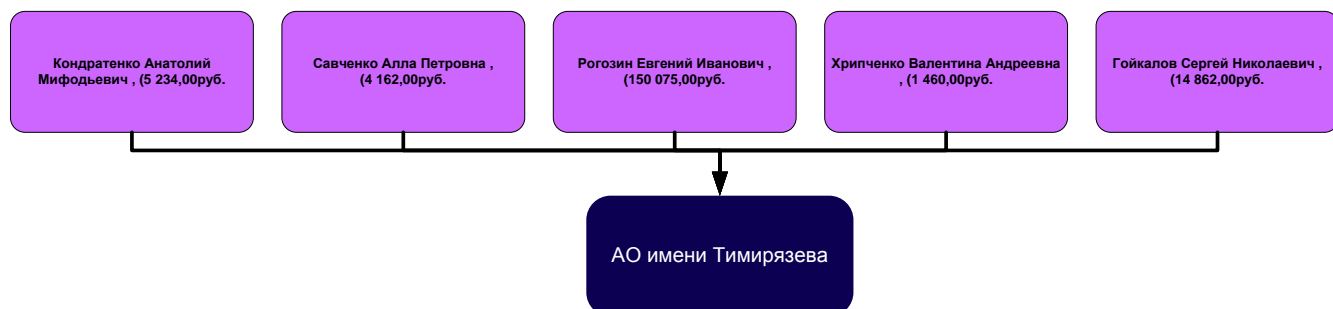 Кондратенко Анатолий
Мифодьевич , (5 234,00руб.
Савченко Алла Петровна ,
(4 162,00руб.
Рогозин Евгений Иванович ,
(150 075,00руб.
Хрипченко Валентина Андреевна
, (1 460,00руб.
Гойкалов Сергей Николаевич ,
(14 862,00руб.
АО имени Тимирязева